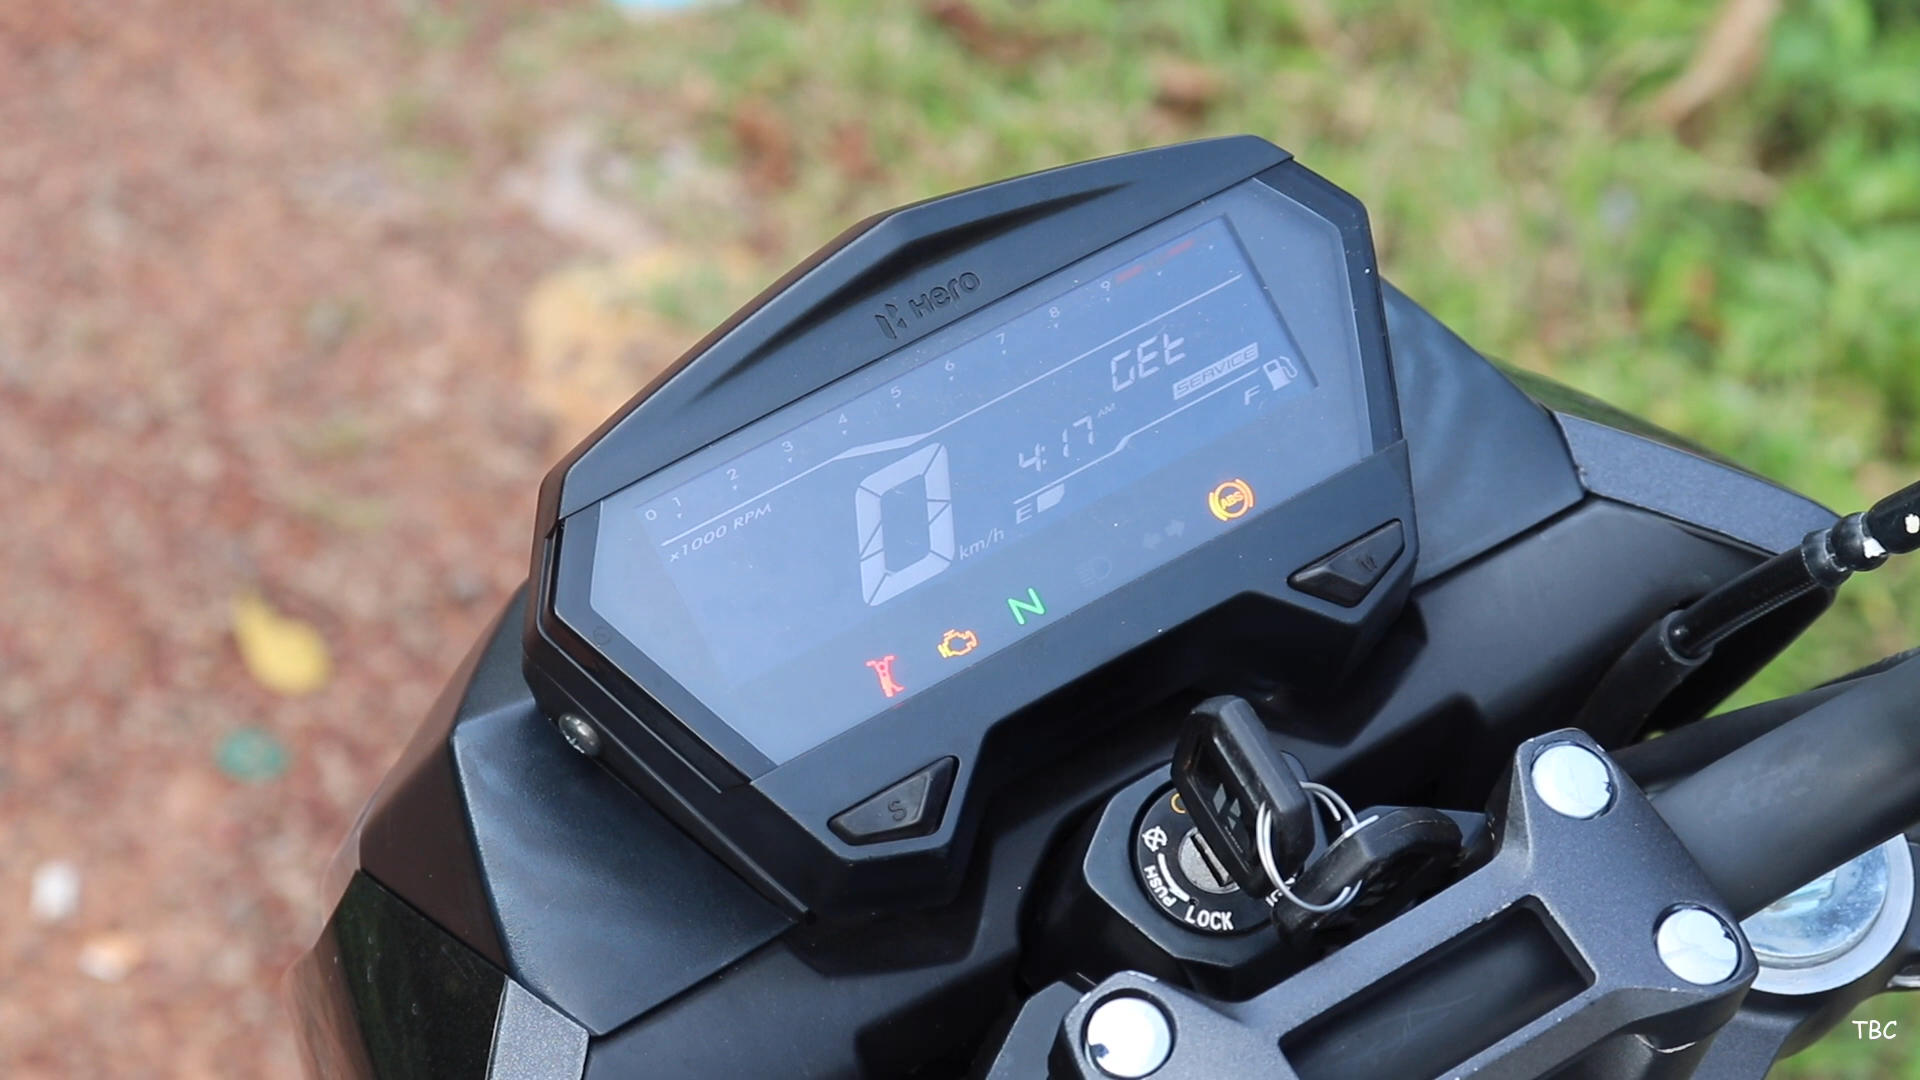 Hero
0 1 2 3 4 5 6 7 8 9
x1000 RPM
GEt
SERVICE
4:17 AM
0 km/h
E F
ABS
N
S
PUSH
LOCK
TBC